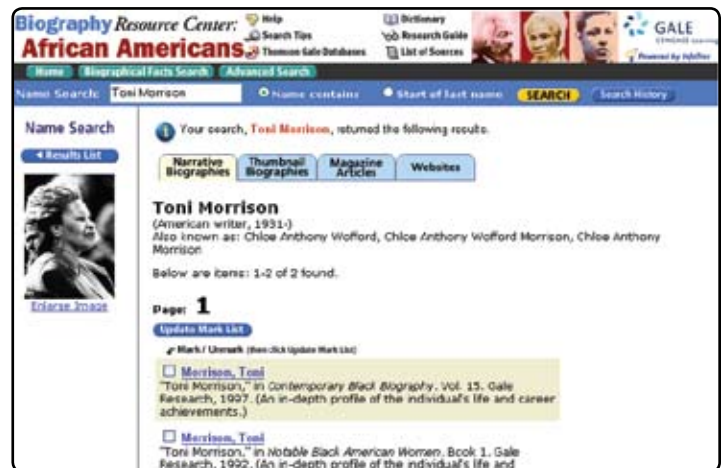 Biography Resource Center:
African Americans
Help
Search Tips
Thomson Gale Databases
Dictionary
Research Guide
List of Sources
GALE
CENGAGE Learning
Powered by InfoTrac
Home
Biographical Facts Search
Advanced Search
Name Search: Toni Morrison Name contains Start of last name SEARCH Search History
Name Search
Results List
Enlarge Image
Your search, Toni Morrison, returned the following results.
Narrative Biographies
Thumbnail Biographies
Magazine Articles
Websites
Toni Morrison
(American writer, 1931-)
Also known as: Chloe Anthony Wofford, Chloe Anthony Wofford Morrison, Chloe Anthony
Morrison
Below are items: 1-2 of 2 found.
Page: 1
Update Mark List
Mark / Unmark (then click Update Mark List)
Morrison, Toni
"Toni Morrison," in Contemporary Black Biography. Vol. 15. Gale
Research, 1997. (An in-depth profile of the individual's life and career
achievements.)
Morrison, Toni
"Toni Morrison," in Notable Black American Women. Book 1. Gale
Research, 1992. (An in-depth profile of the individual's life and